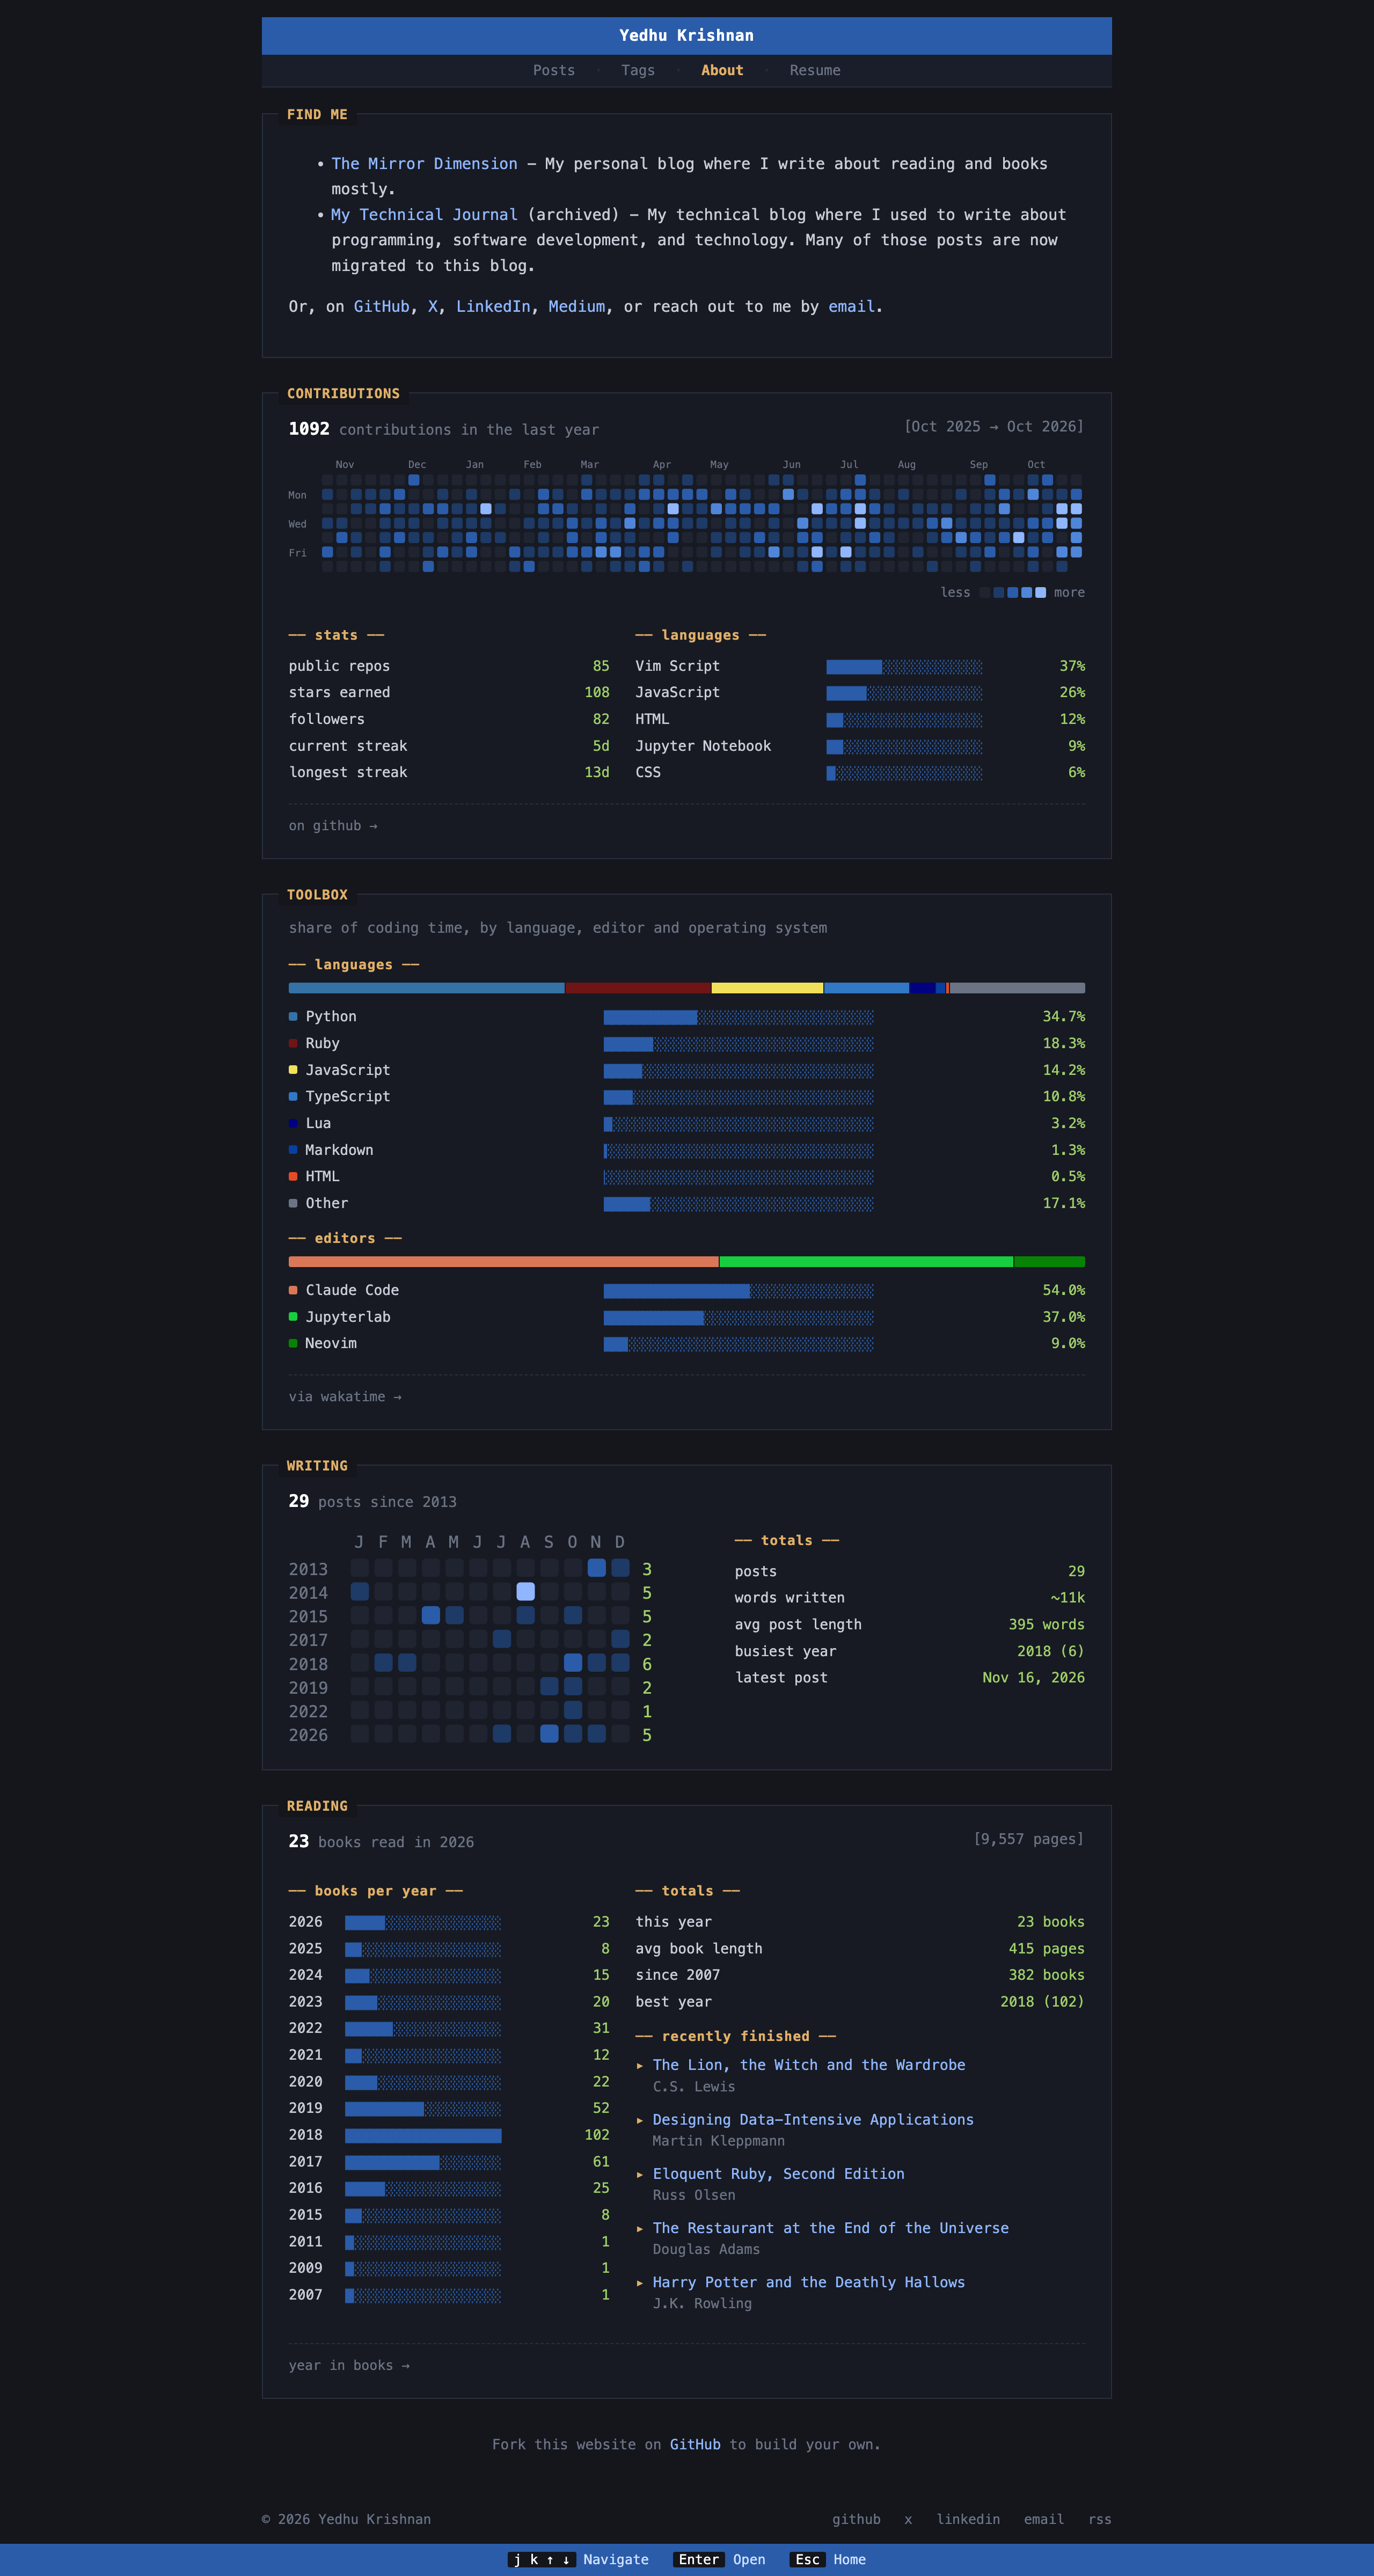 Yedhu Krishnan
Posts · Tags · About · Resume
FIND ME
• The Mirror Dimension – My personal blog where I write about reading and books
mostly.
• My Technical Journal (archived) – My technical blog where I used to write about
programming, software development, and technology. Many of those posts are now
migrated to this blog.
Or, on GitHub, X, LinkedIn, Medium, or reach out to me by email.
CONTRIBUTIONS
1092 contributions in the last year [Oct 2025 → Oct 2026]
Nov Dec Jan Feb Mar Apr May Jun Jul Aug Sep Oct
Mon
Wed
Fri
less more
—— stats ——
public repos 85
stars earned 108
followers 82
current streak 5d
longest streak 13d
—— languages ——
Vim Script 37%
JavaScript 26%
HTML 12%
Jupyter Notebook 9%
CSS 6%
on github →
TOOLBOX
share of coding time, by language, editor and operating system
—— languages ——
Python 34.7%
Ruby 18.3%
JavaScript 14.2%
TypeScript 10.8%
Lua 3.2%
Markdown 1.3%
HTML 0.5%
Other 17.1%
—— editors ——
Claude Code 54.0%
Jupyterlab 37.0%
Neovim 9.0%
via wakatime →
WRITING
29 posts since 2013
J F M A M J J A S O N D
2013 3
2014 5
2015 5
2017 2
2018 6
2019 2
2022 1
2026 5
—— totals ——
posts 29
words written ~11k
avg post length 395 words
busiest year 2018 (6)
latest post Nov 16, 2026
READING
23 books read in 2026 [9,557 pages]
—— books per year ——
2026 23
2025 8
2024 15
2023 20
2022 31
2021 12
2020 22
2019 52
2018 102
2017 61
2016 25
2015 8
2011 1
2009 1
2007 1
—— totals ——
this year 23 books
avg book length 415 pages
since 2007 382 books
best year 2018 (102)
—— recently finished ——
▸ The Lion, the Witch and the Wardrobe
C.S. Lewis
▸ Designing Data–Intensive Applications
Martin Kleppmann
▸ Eloquent Ruby, Second Edition
Russ Olsen
▸ The Restaurant at the End of the Universe
Douglas Adams
▸ Harry Potter and the Deathly Hallows
J.K. Rowling
year in books →
Fork this website on GitHub to build your own.
© 2026 Yedhu Krishnan github x linkedin email rss
j k ↑ ↓ Navigate Enter Open Esc Home